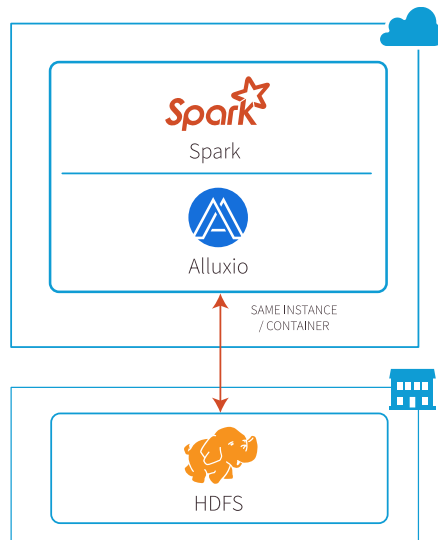 Spark
Spark
Alluxio
SAME INSTANCE
/ CONTAINER
HDFS